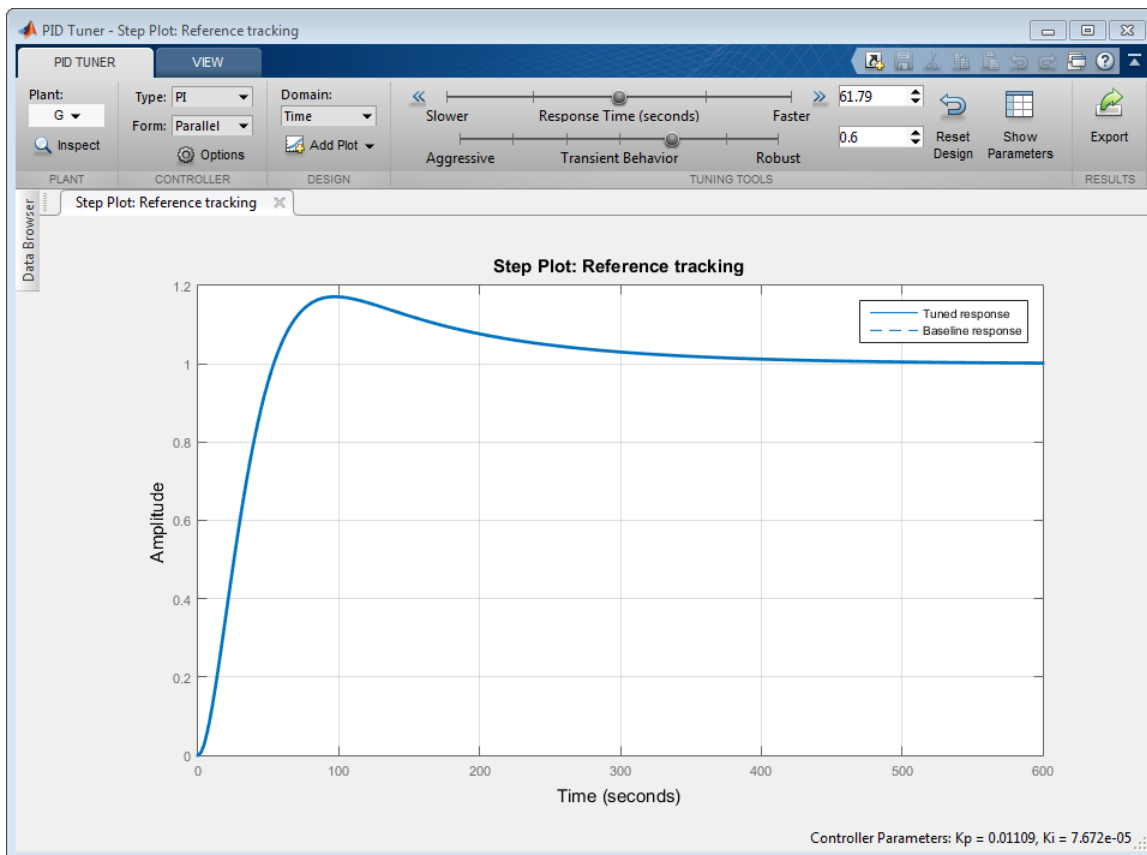 PID Tuner - Step Plot: Reference tracking
PID TUNER
VIEW
Plant:
G
Inspect
PLANT
Type: PI
Form: Parallel
Options
CONTROLLER
Domain:
Time
Add Plot
DESIGN
Slower Response Time (seconds) Faster
61.79
Aggressive Transient Behavior Robust
0.6
TUNING TOOLS
Reset
Design
Show
Parameters
Export
RESULTS
Data Browser
Step Plot: Reference tracking
Step Plot: Reference tracking
Tuned response
Baseline response
Amplitude
1.2
1
0.8
0.6
0.4
0.2
0
0 100 200 300 400 500 600
Time (seconds)
Controller Parameters: Kp = 0.01109, Ki = 7.672e-05